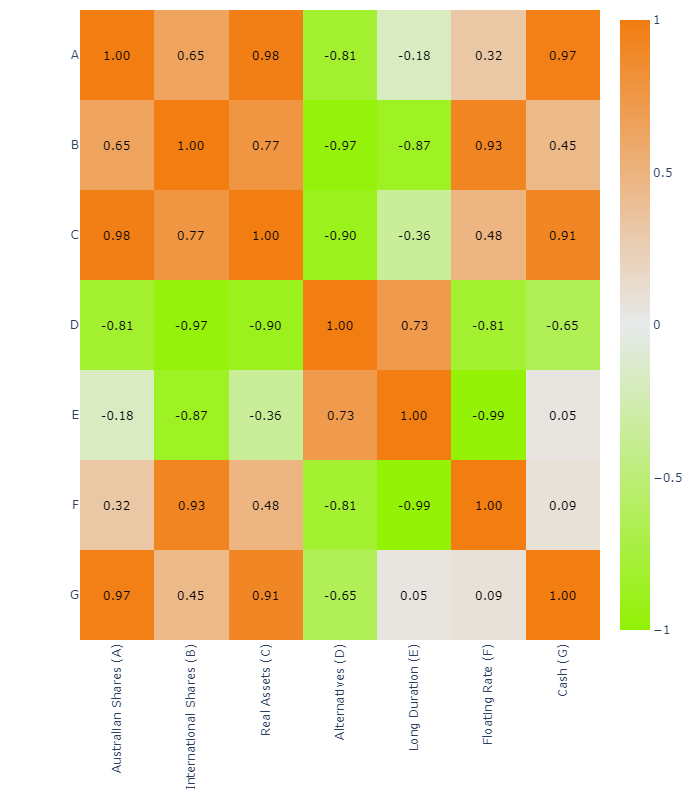 A 1.00 0.65 0.98 -0.81 -0.18 0.32 0.97
B 0.65 1.00 0.77 -0.97 -0.87 0.93 0.45
C 0.98 0.77 1.00 -0.90 -0.36 0.48 0.91
D -0.81 -0.97 -0.90 1.00 0.73 -0.81 -0.65
E -0.18 -0.87 -0.36 0.73 1.00 -0.99 0.05
F 0.32 0.93 0.48 -0.81 -0.99 1.00 0.09
G 0.97 0.45 0.91 -0.65 0.05 0.09 1.00
Australian Shares (A)
International Shares (B)
Real Assets (C)
Alternatives (D)
Long Duration (E)
Floating Rate (F)
Cash (G)
1
0.5
0
−0.5
−1